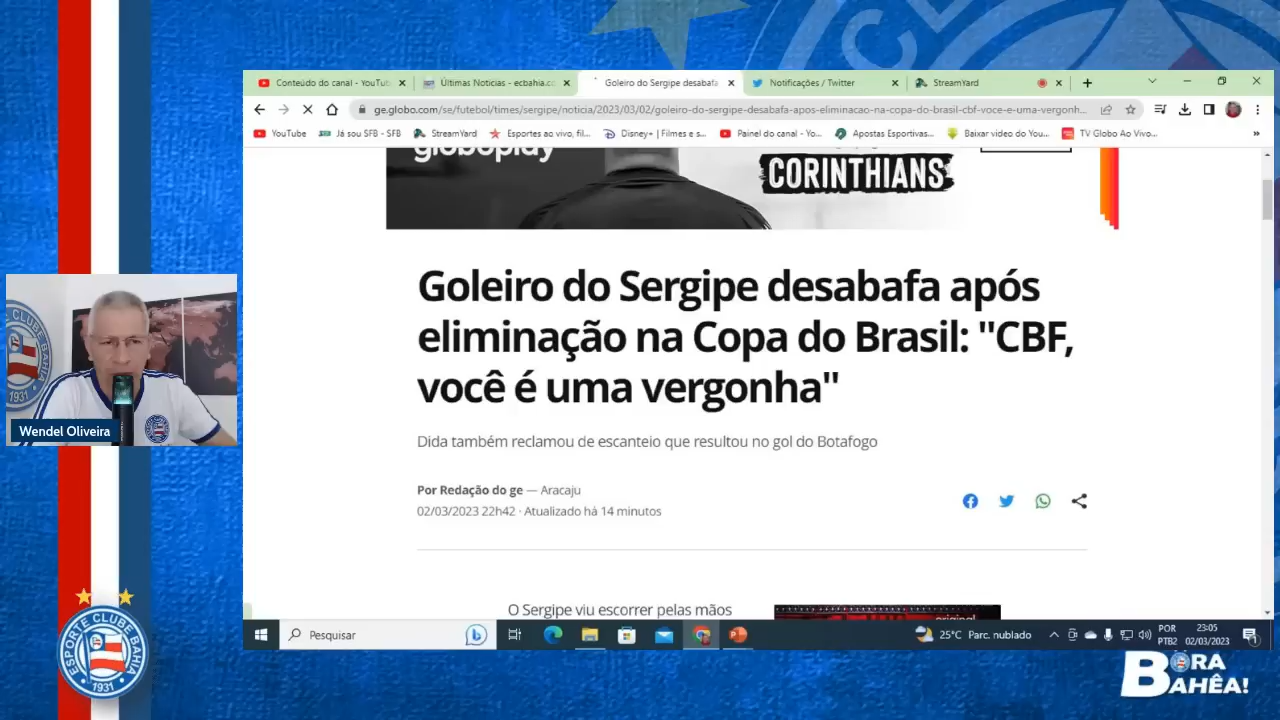 Conteúdo do canal - YouTub
Últimas Notícias - ecbahia.co
Goleiro do Sergipe desabafa
Notificações / Twitter
StreamYard
ge.globo.com/se/futebol/times/sergipe/noticia/2023/03/02/goleiro-do-sergipe-desabafa-apos-eliminacao-na-copa-do-brasil-cbf-voce-e-uma-vergonh...
YouTube
Já sou SFB - SFB
StreamYard
Esportes ao vivo, fil...
Disney+ | Filmes e s...
Painel do canal - Yo...
Apostas Esportivas...
Baixar video do You...
TV Globo Ao Vivo...
globoplay
CORINTHIANS
Goleiro do Sergipe desabafa após
eliminação na Copa do Brasil: "CBF,
você é uma vergonha"
Dida também reclamou de escanteio que resultou no gol do Botafogo
Por Redação do ge — Aracaju
02/03/2023 22h42 · Atualizado há 14 minutos
O Sergipe viu escorrer pelas mãos
original
Wendel Oliveira
CLUBE BAHIA
1931
Pesquisar
25°C Parc. nublado
POR
PTB2
23:05
02/03/2023
ESPORTE CLUBE BAHIA
1931
BORA
BAHÊA!